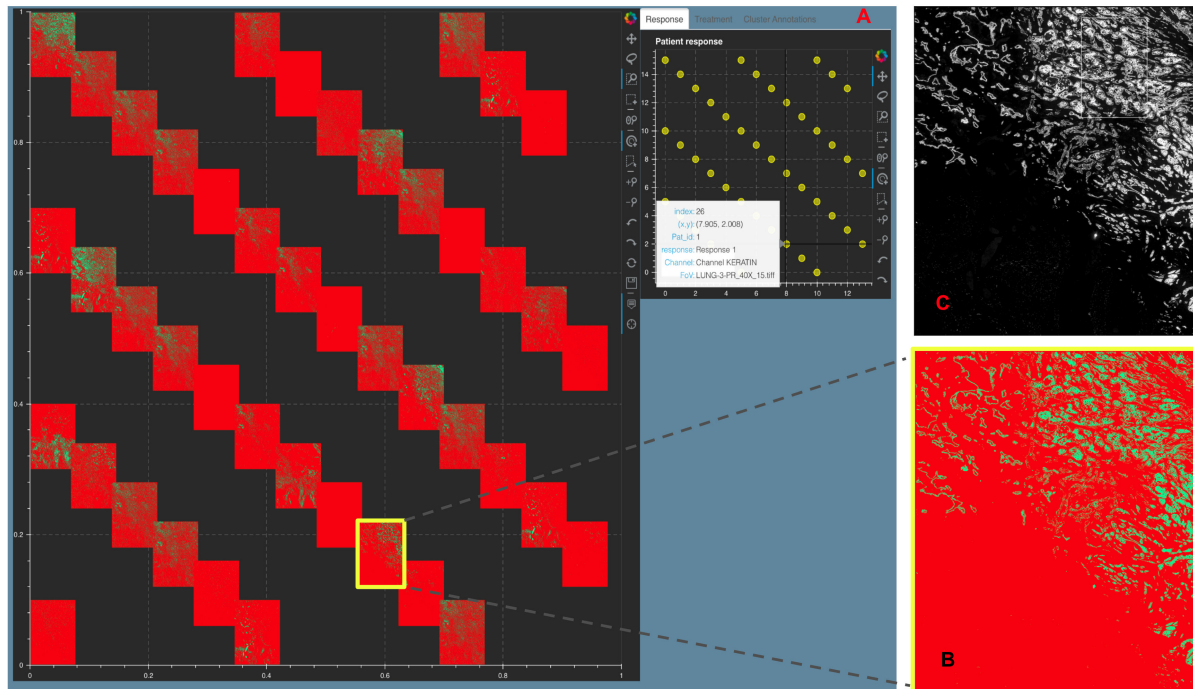 Response Treatment Cluster Annotations A
Patient response
1
0.8
0.6
0.4
0.2
0
0 0.2 0.4 0.6 0.8 1
14
12
10
8
6
4
2
0
0 2 4 6 8 10 12
index: 26
(x,y): (7.905, 2.008)
Pat_id: 1
response: Response 1
Channel: Channel KERATIN
FoV: LUNG-3-PR_40X_15.tiff
C
B